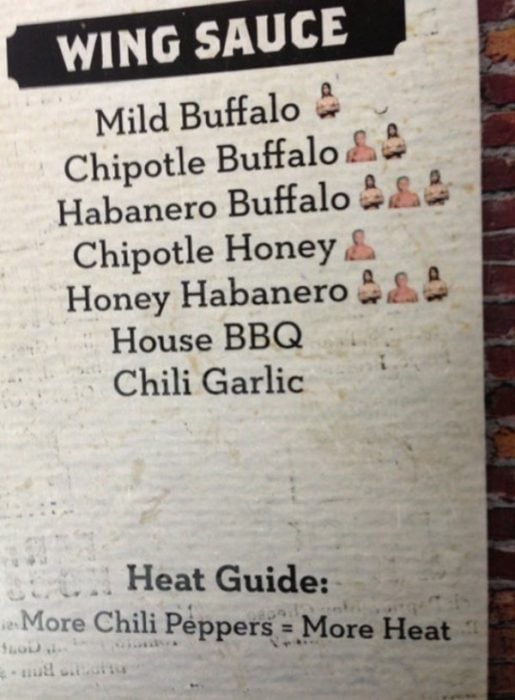 WING SAUCE
Mild Buffalo
Chipotle Buffalo
Habanero Buffalo
Chipotle Honey
Honey Habanero
House BBQ
Chili Garlic
Heat Guide:
More Chili Peppers = More Heat